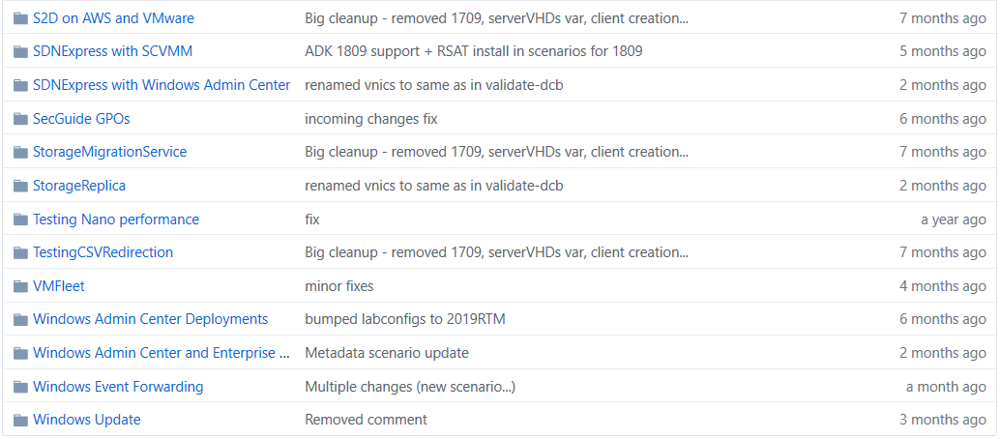 S2D on AWS and VMware Big cleanup - removed 1709, serverVHDs var, client creation... 7 months ago
SDNExpress with SCVMM ADK 1809 support + RSAT install in scenarios for 1809 5 months ago
SDNExpress with Windows Admin Center renamed vnics to same as in validate-dcb 2 months ago
SecGuide GPOs incoming changes fix 6 months ago
StorageMigrationService Big cleanup - removed 1709, serverVHDs var, client creation... 7 months ago
StorageReplica renamed vnics to same as in validate-dcb 2 months ago
Testing Nano performance fix a year ago
TestingCSVRedirection Big cleanup - removed 1709, serverVHDs var, client creation... 7 months ago
VMFleet minor fixes 4 months ago
Windows Admin Center Deployments bumped labconfigs to 2019RTM 6 months ago
Windows Admin Center and Enterprise ... Metadata scenario update 2 months ago
Windows Event Forwarding Multiple changes (new scenario...) a month ago
Windows Update Removed comment 3 months ago